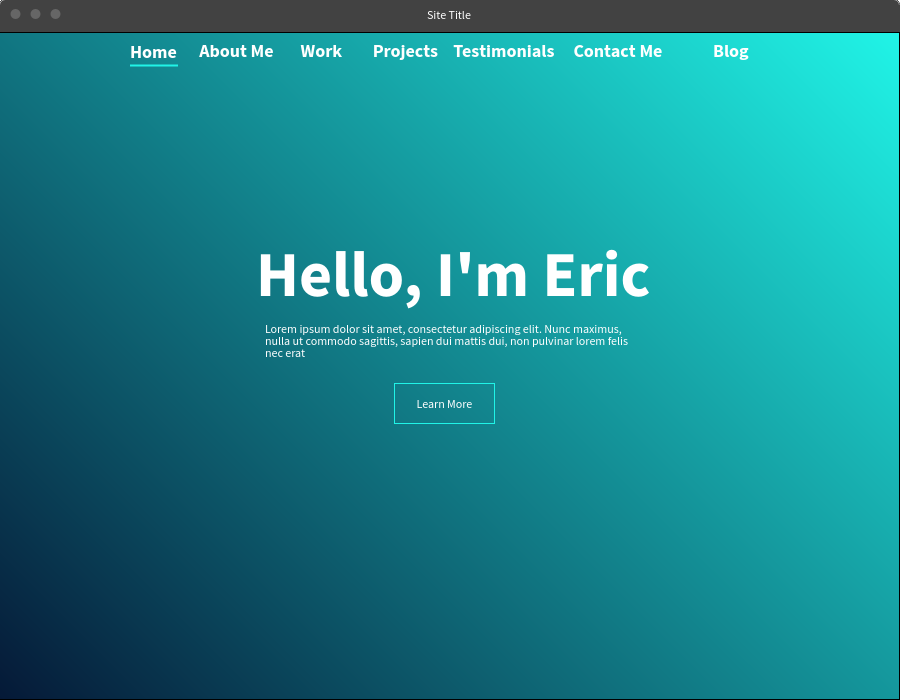 Site Title
Home About Me Work Projects Testimonials Contact Me Blog
Hello, I'm Eric
Lorem ipsum dolor sit amet, consectetur adipiscing elit. Nunc maximus,
nulla ut commodo sagittis, sapien dui mattis dui, non pulvinar lorem felis
nec erat
Learn More